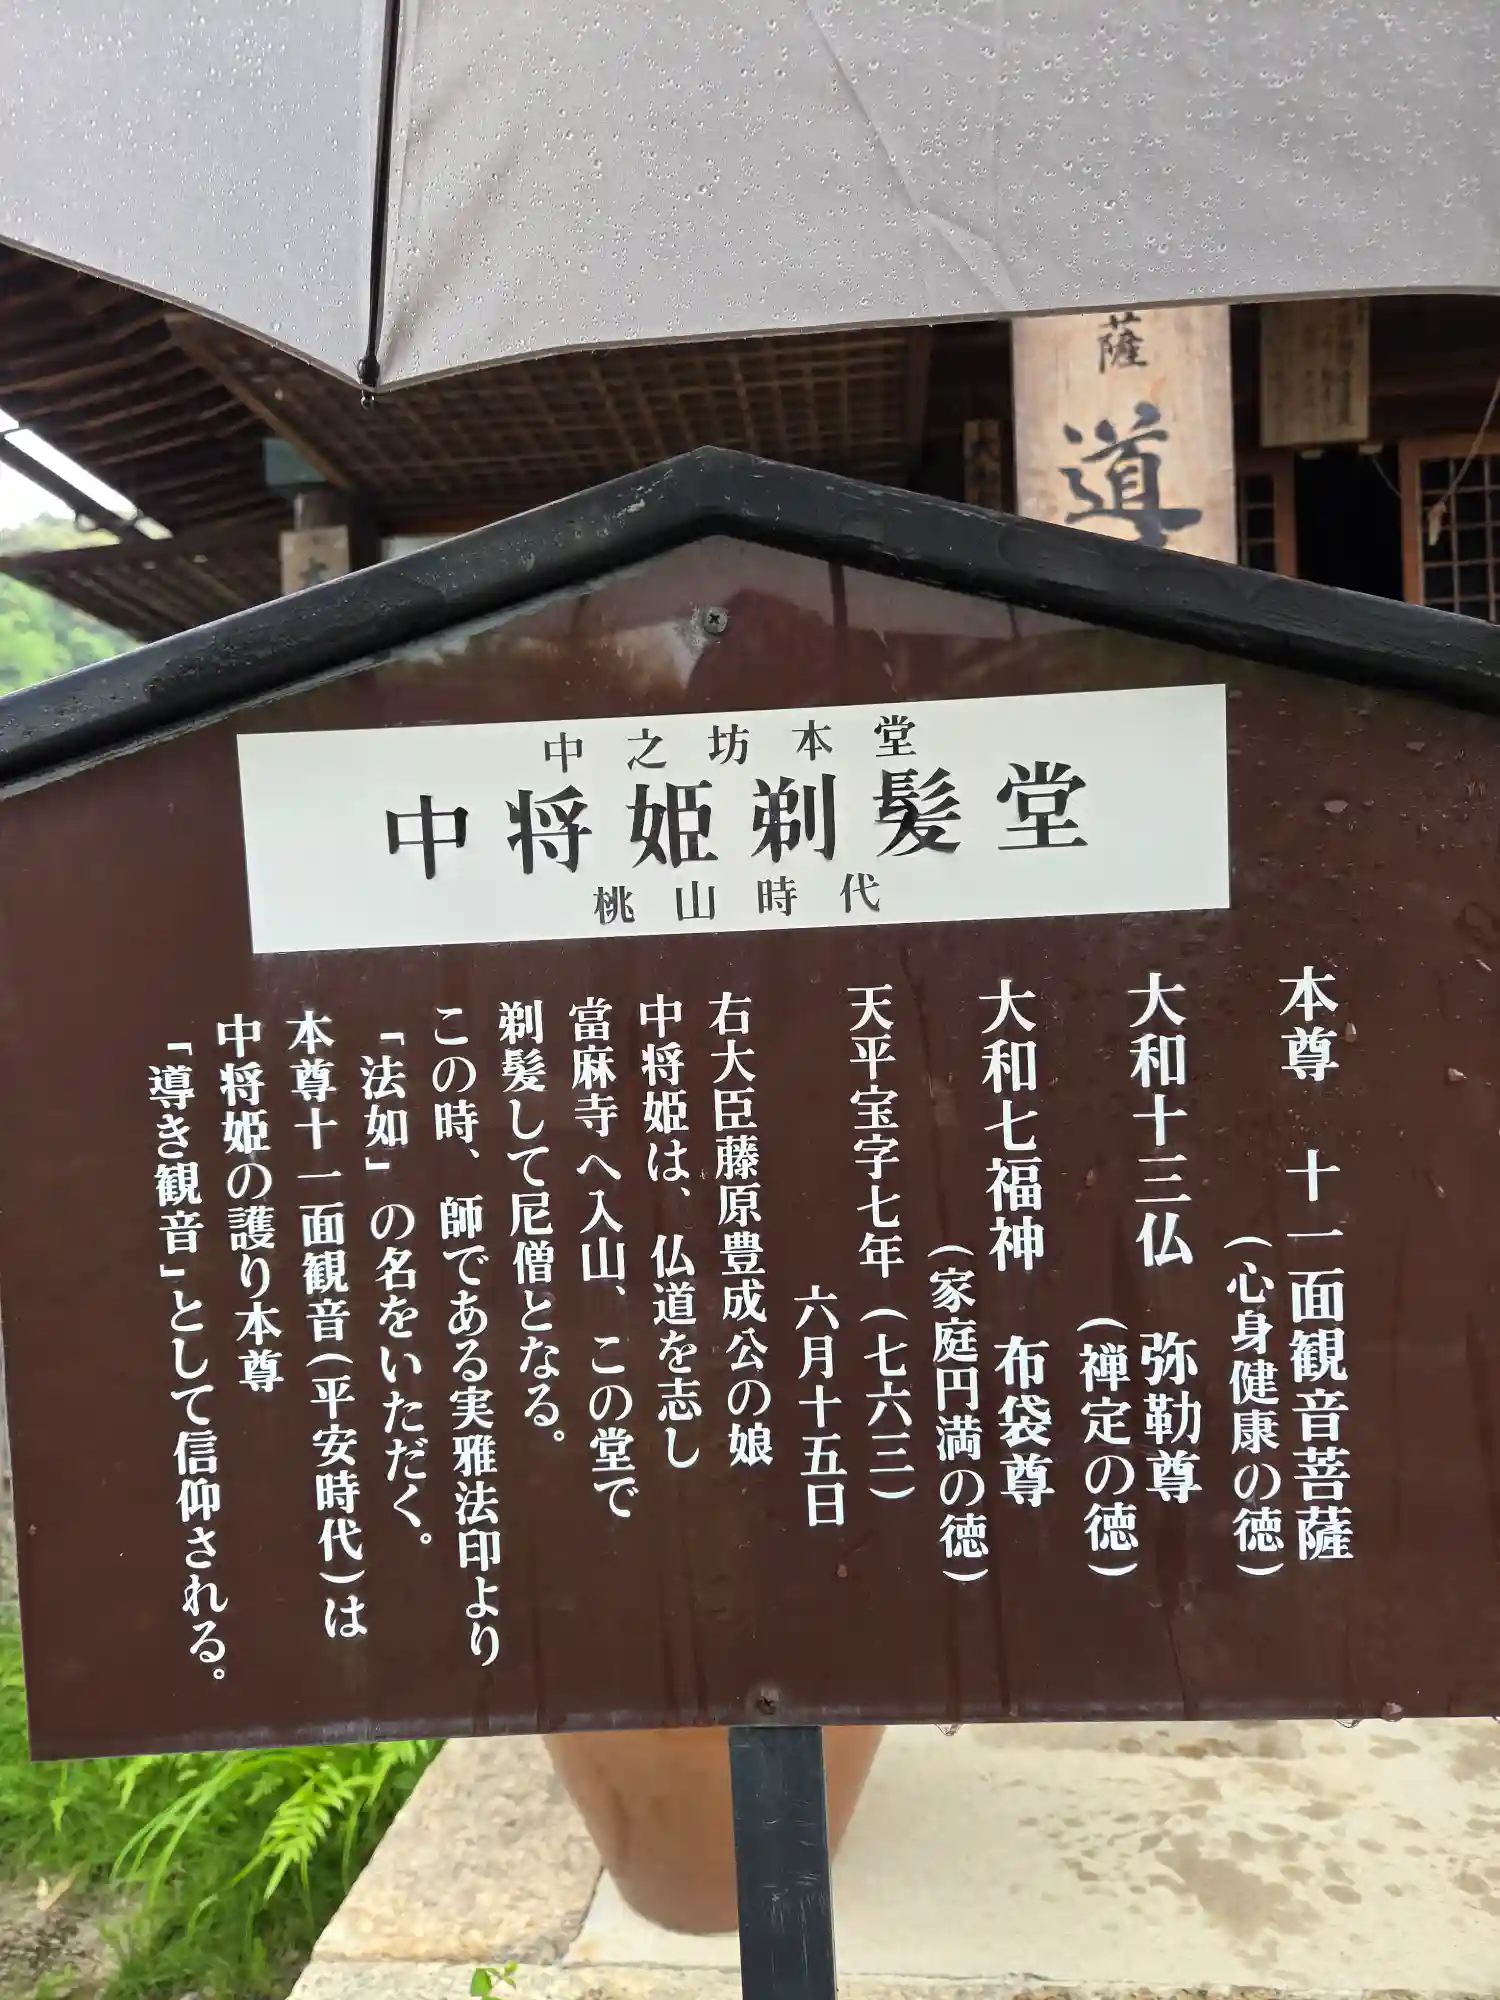 薩
導
中之坊本堂
中将姫剃髪堂
桃山時代
本尊 十一面観音菩薩
(心身健康の徳)
大和十三仏 弥勒尊
(禅定の徳)
大和七福神 布袋尊
(家庭円満の徳)
天平宝字七年(七六三)
六月十五日
右大臣藤原豊成公の娘
中将姫は、仏道を志し
當麻寺へ入山、この堂で
剃髪して尼僧となる。
この時、師である実雅法印より
「法如」の名をいただく。
本尊十一面観音(平安時代)は
中将姫の護り本尊
「導き観音」として信仰される。